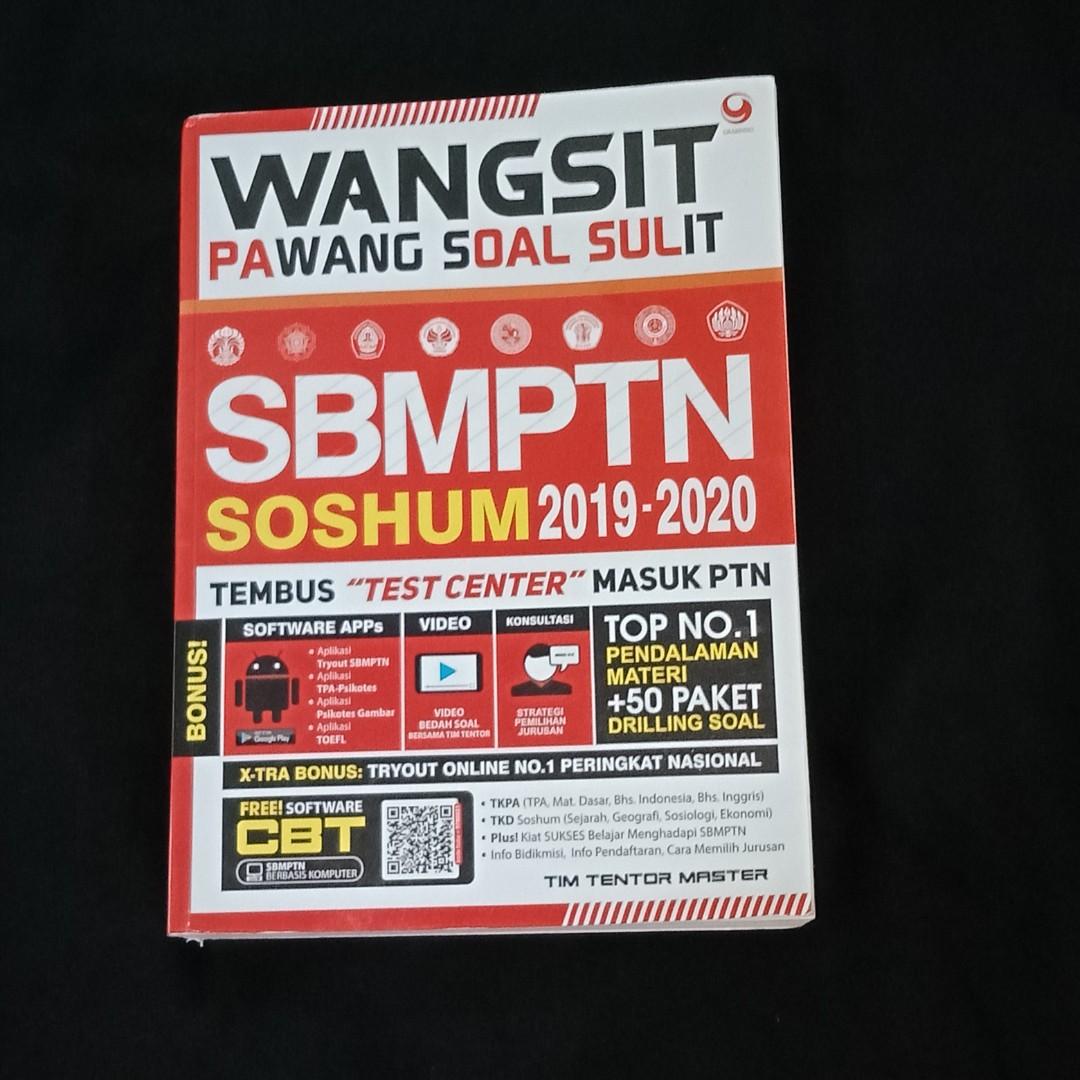 WANGSIT
PAWANG SOAL SULIT
SBMPTN
SOSHUM 2019-2020
TEMBUS "TEST CENTER" MASUK PTN
BONUS!
SOFTWARE APPs
• Aplikasi
Tryout SBMPTN
• Aplikasi
TPA-Psikotes
• Aplikasi
Psikotes Gambar
• Aplikasi
TOEFL
Google Play
VIDEO
VIDEO
BEDAH SOAL
BERSAMA TIM TENTOR
KONSULTASI
STRATEGI
PEMILIHAN
JURUSAN
TOP NO.1
PENDALAMAN
MATERI
+50 PAKET
DRILLING SOAL
X-TRA BONUS: TRYOUT ONLINE NO.1 PERINGKAT NASIONAL
FREE! SOFTWARE
CBT
SBMPTN
BERBASIS KOMPUTER
• TKPA (TPA, Mat. Dasar, Bhs. Indonesia, Bhs. Inggris)
• TKD Soshum (Sejarah, Geografi, Sosiologi, Ekonomi)
• Plus! Kiat SUKSES Belajar Menghadapi SBMPTN
• Info Bidikmisi, Info Pendaftaran, Cara Memilih Jurusan
TIM TENTOR MASTER